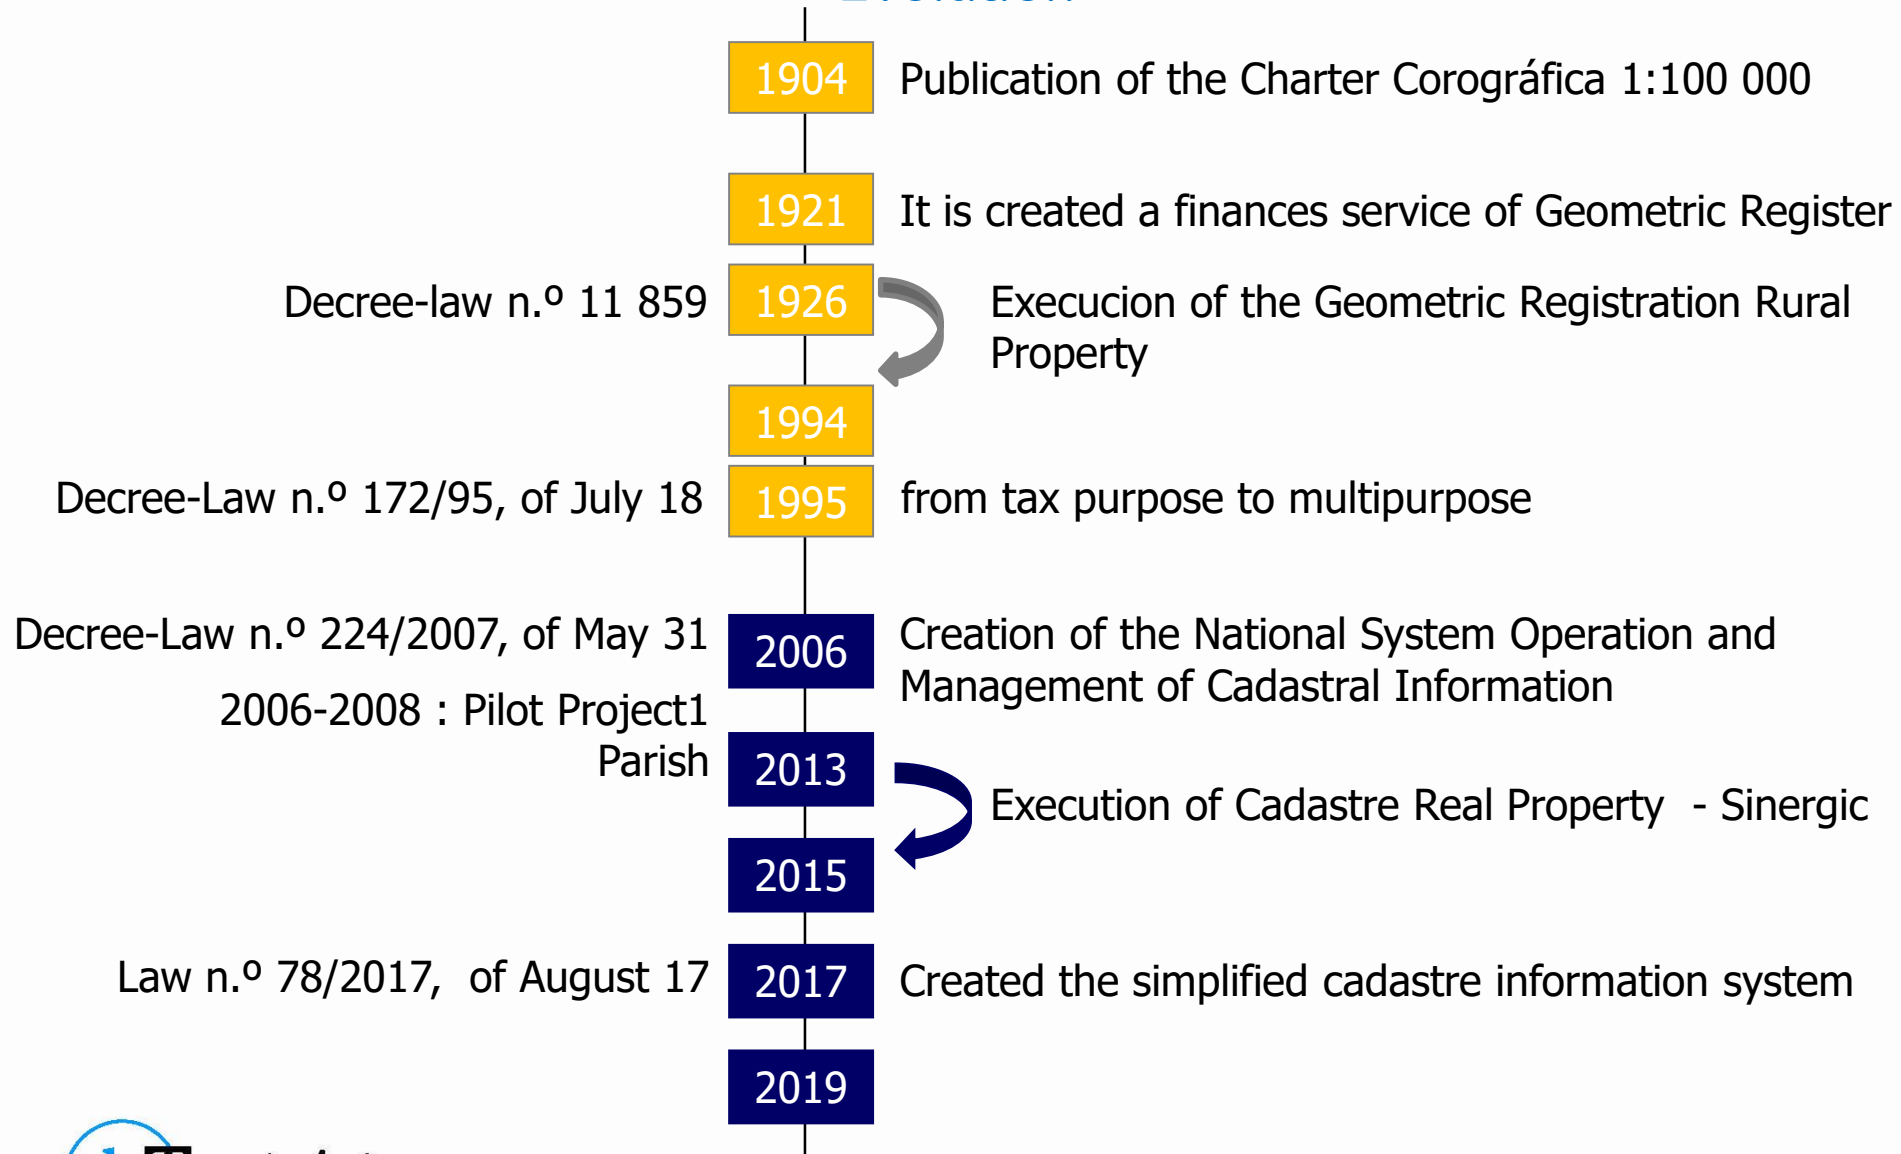 Evolution
1904
Publication of the Charter Corográfica 1:100 000
1921
It is created a finances service of Geometric Register
Decree-law n.º 11 859
1926
Execucion of the Geometric Registration Rural
Property
1994
Decree-Law n.º 172/95, of July 18
1995
from tax purpose to multipurpose
Decree-Law n.º 224/2007, of May 31
2006
Creation of the National System Operation and
Management of Cadastral Information
2006-2008 : Pilot Project1
Parish
2013
Execution of Cadastre Real Property - Sinergic
2015
Law n.º 78/2017, of August 17
2017
Created the simplified cadastre information system
2019